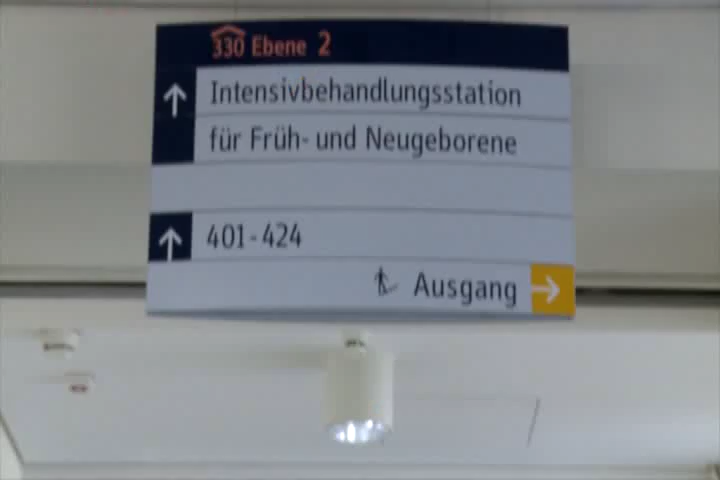 330 Ebene 2
Intensivbehandlungsstation
für Früh- und Neugeborene
401-424
Ausgang